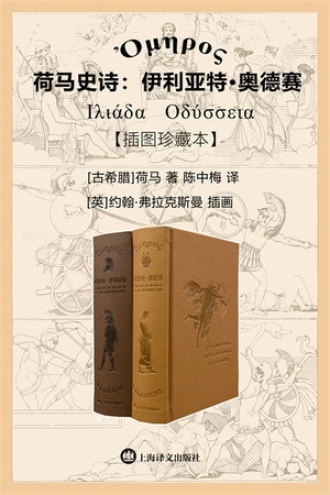 Ὅμηρος
荷马史诗：伊利亚特·奥德赛
Ιλιάδα Οδύσσεια
【插图珍藏本】
[古希腊]荷马 著 陈中梅 译
[英]约翰·弗拉克斯曼 插画
上海译文出版社